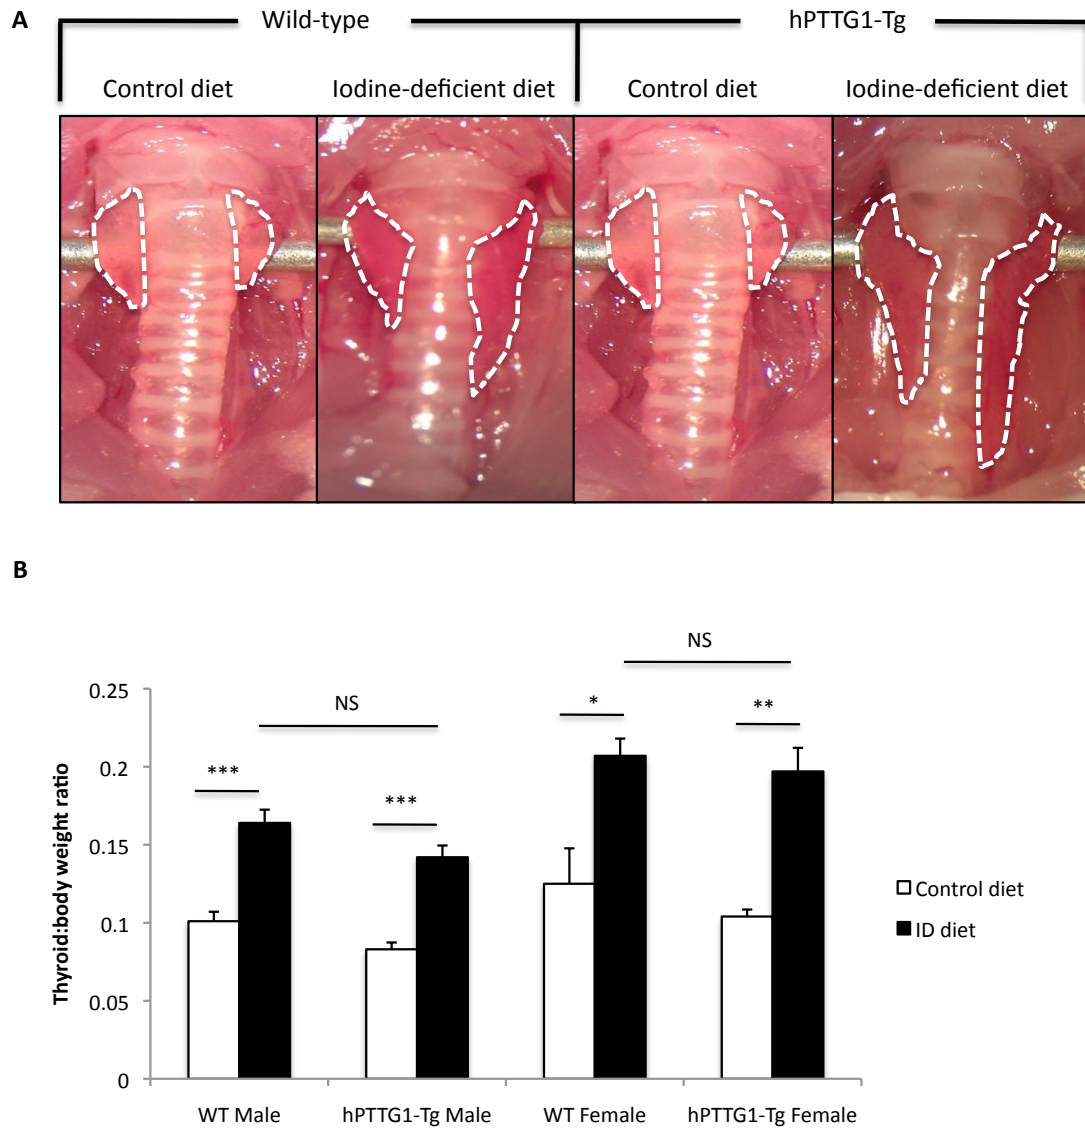 A
Wild-type
hPTTG1-Tg
Control diet
Iodine-deficient diet
Control diet
Iodine-deficient diet
B
NS
NS
***
***
*
**
0.25
0.2
0.15
0.1
0.05
0
Thyroid:body weight ratio
Control diet
ID diet
WT Male
hPTTG1-Tg Male
WT Female
hPTTG1-Tg Female